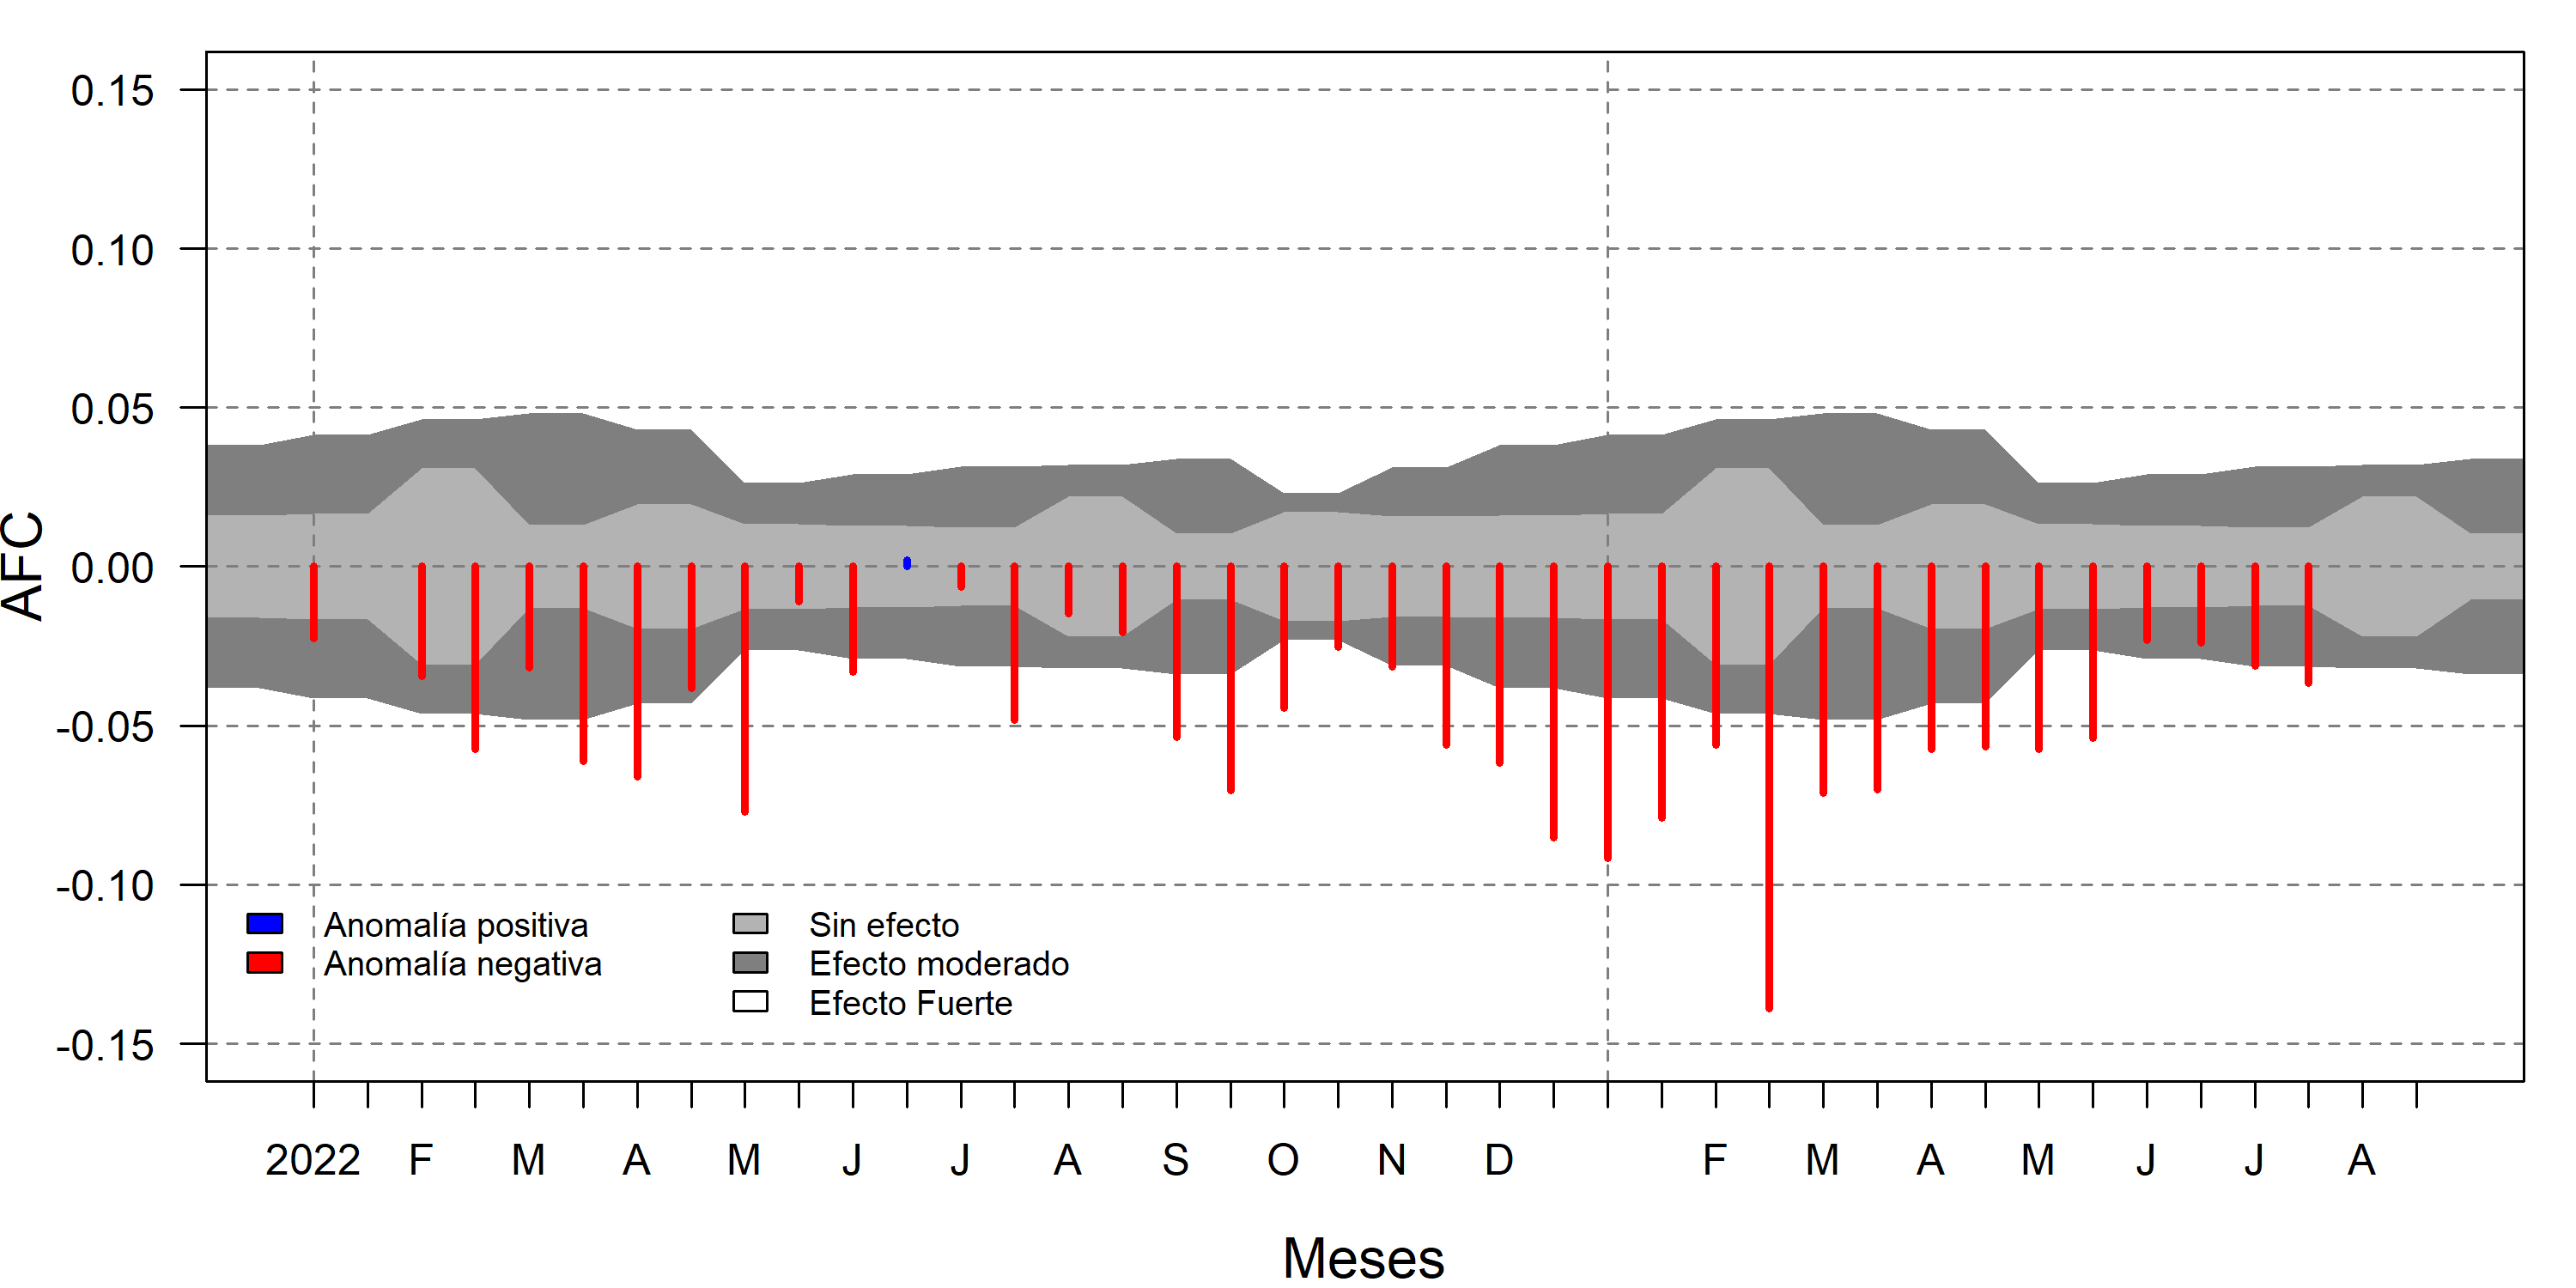 0.15
0.10
0.05
0.00
-0.05
-0.10
-0.15
AFC
Anomalía positiva
Anomalía negativa
Sin efecto
Efecto moderado
Efecto Fuerte
2022 F M A M J J A S O N D F M A M J J A
Meses